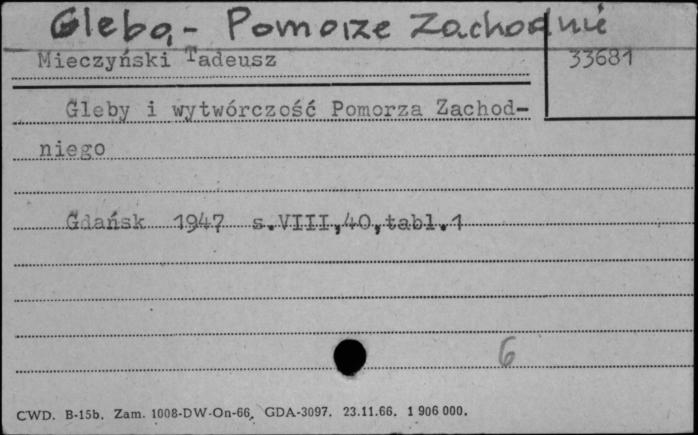 Gleba - Pomorze Zachodnie
Mieczyński Tadeusz
33681
Gleby i wytwórczość Pomorza Zachod-
niego
Gdańsk 1947 s.VIII,40,tabl.1
6
CWD. B-15b. Zam. 1008-DW-On-66, GDA-3097. 23.11.66. 1 906 000.